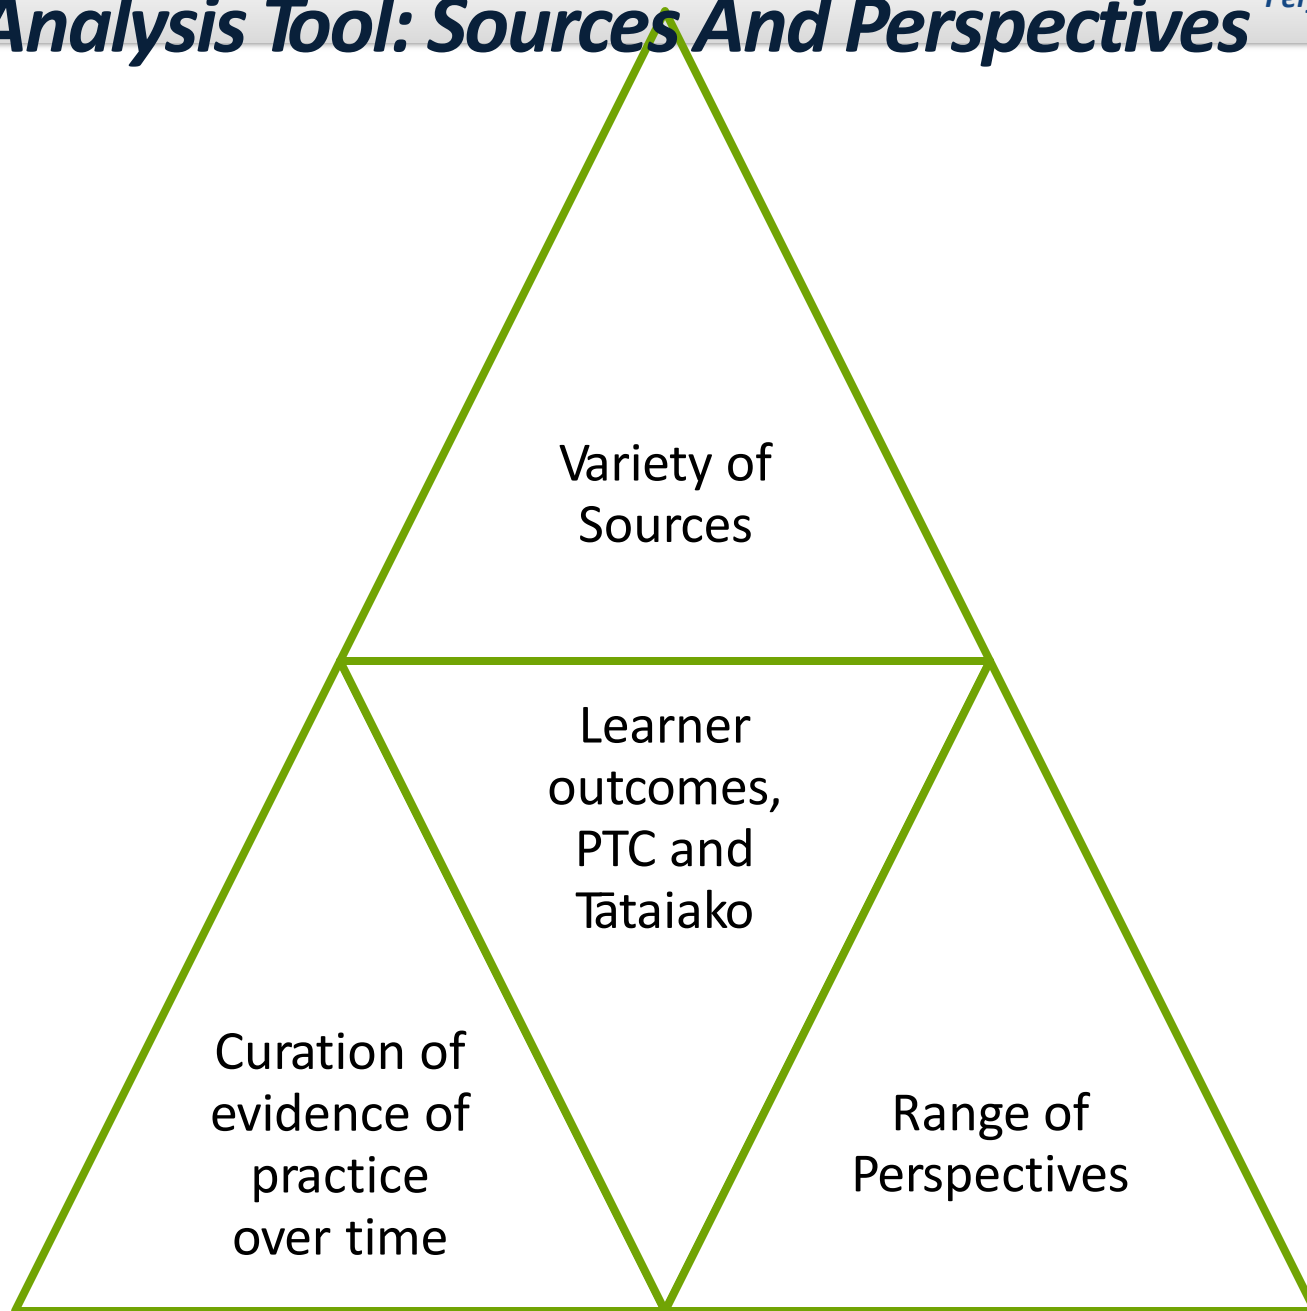 Analysis Tool: Sources And Perspectives
Variety of
Sources
Learner
outcomes,
PTC and
Tātaiako
Curation of
evidence of
practice
over time
Range of
Perspectives